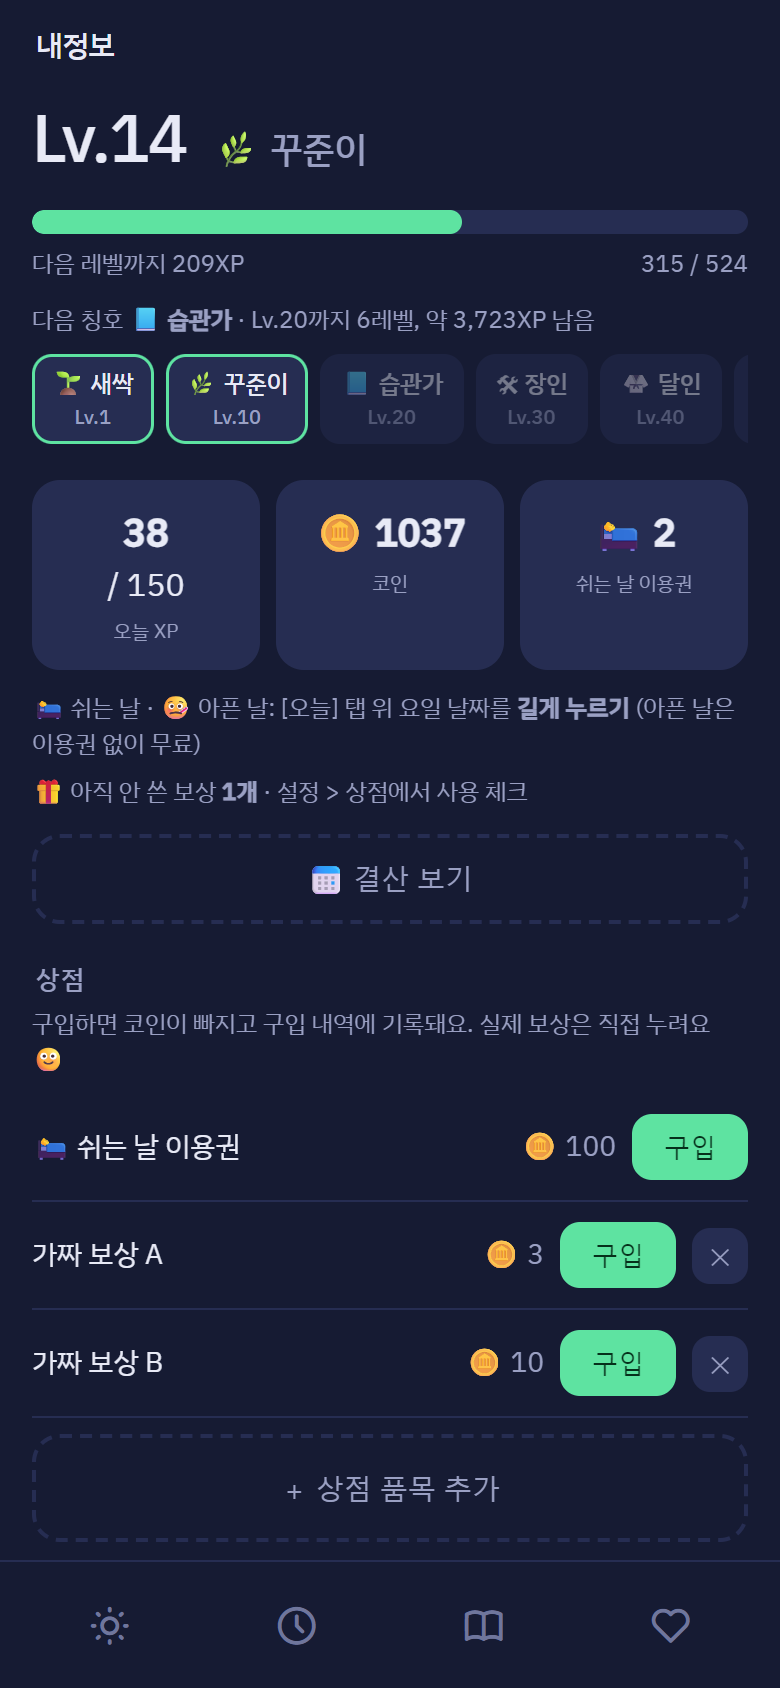 내정보
Lv.14 🌿 꾸준이
다음 레벨까지 209XP 315 / 524
다음 칭호 📘 습관가 · Lv.20까지 6레벨, 약 3,723XP 남음
🌱 새싹 🌿 꾸준이 📘 습관가 🛠 장인 🥋 달인
Lv.1 Lv.10 Lv.20 Lv.30 Lv.40
38 🪙 1037 🛌 2
/ 150 코인 쉬는 날 이용권
오늘 XP
🛌 쉬는 날 · 🤒 아픈 날: [오늘] 탭 위 요일 날짜를 길게 누르기 (아픈 날은
이용권 없이 무료)
🎁 아직 안 쓴 보상 1개 · 설정 > 상점에서 사용 체크
🗓 결산 보기
상점
구입하면 코인이 빠지고 구입 내역에 기록돼요. 실제 보상은 직접 누려요
🙂
🛌 쉬는 날 이용권 🪙 100 구입
가짜 보상 A 🪙 3 구입 ×
가짜 보상 B 🪙 10 구입 ×
+ 상점 품목 추가